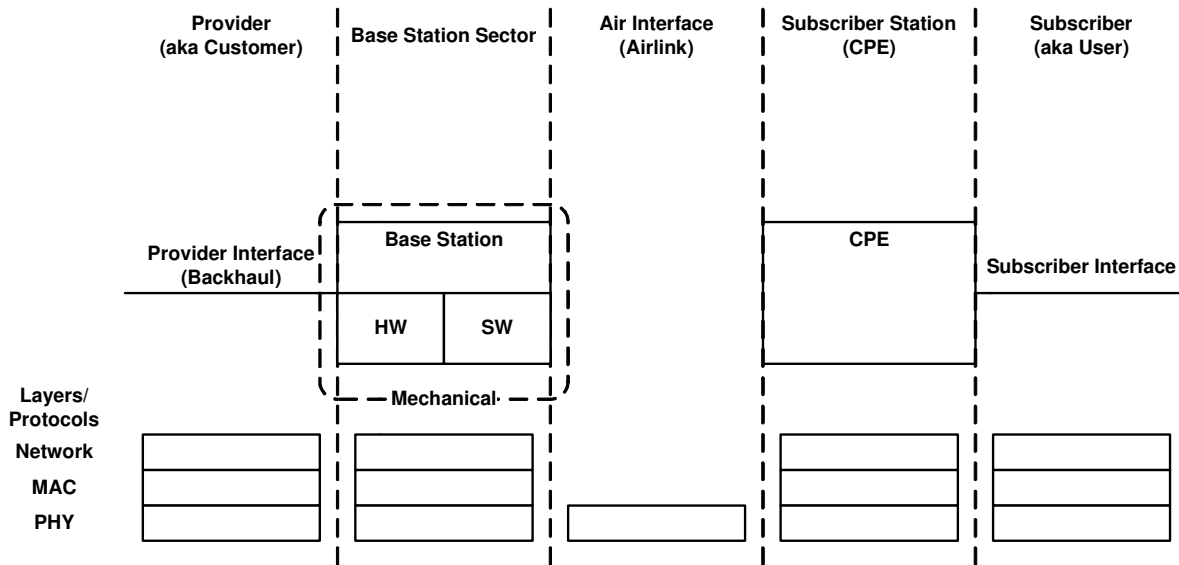 Provider
(aka Customer)
Base Station Sector
Air Interface
(Airlink)
Subscriber Station
(CPE)
Subscriber
(aka User)
Provider Interface
(Backhaul)
Base Station
HW
SW
Mechanical
CPE
Subscriber Interface
Layers/
Protocols
Network
MAC
PHY